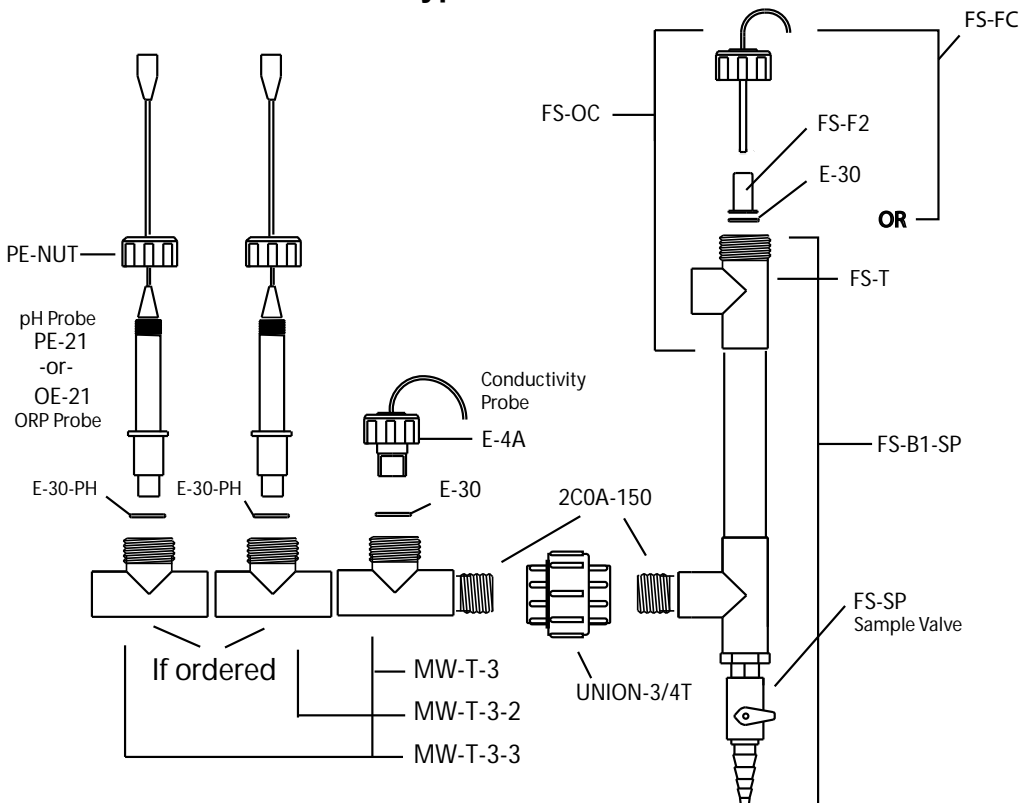 FS-FC
FS-OC
FS-F2
E-30
OR
PE-NUT
FS-T
pH Probe
PE-21
-or-
OE-21
ORP Probe
Conductivity
Probe
E-4A
FS-B1-SP
E-30-PH
E-30-PH
E-30
2C0A-150
FS-SP
Sample Valve
If ordered
MW-T-3
UNION-3/4T
MW-T-3-2
MW-T-3-3